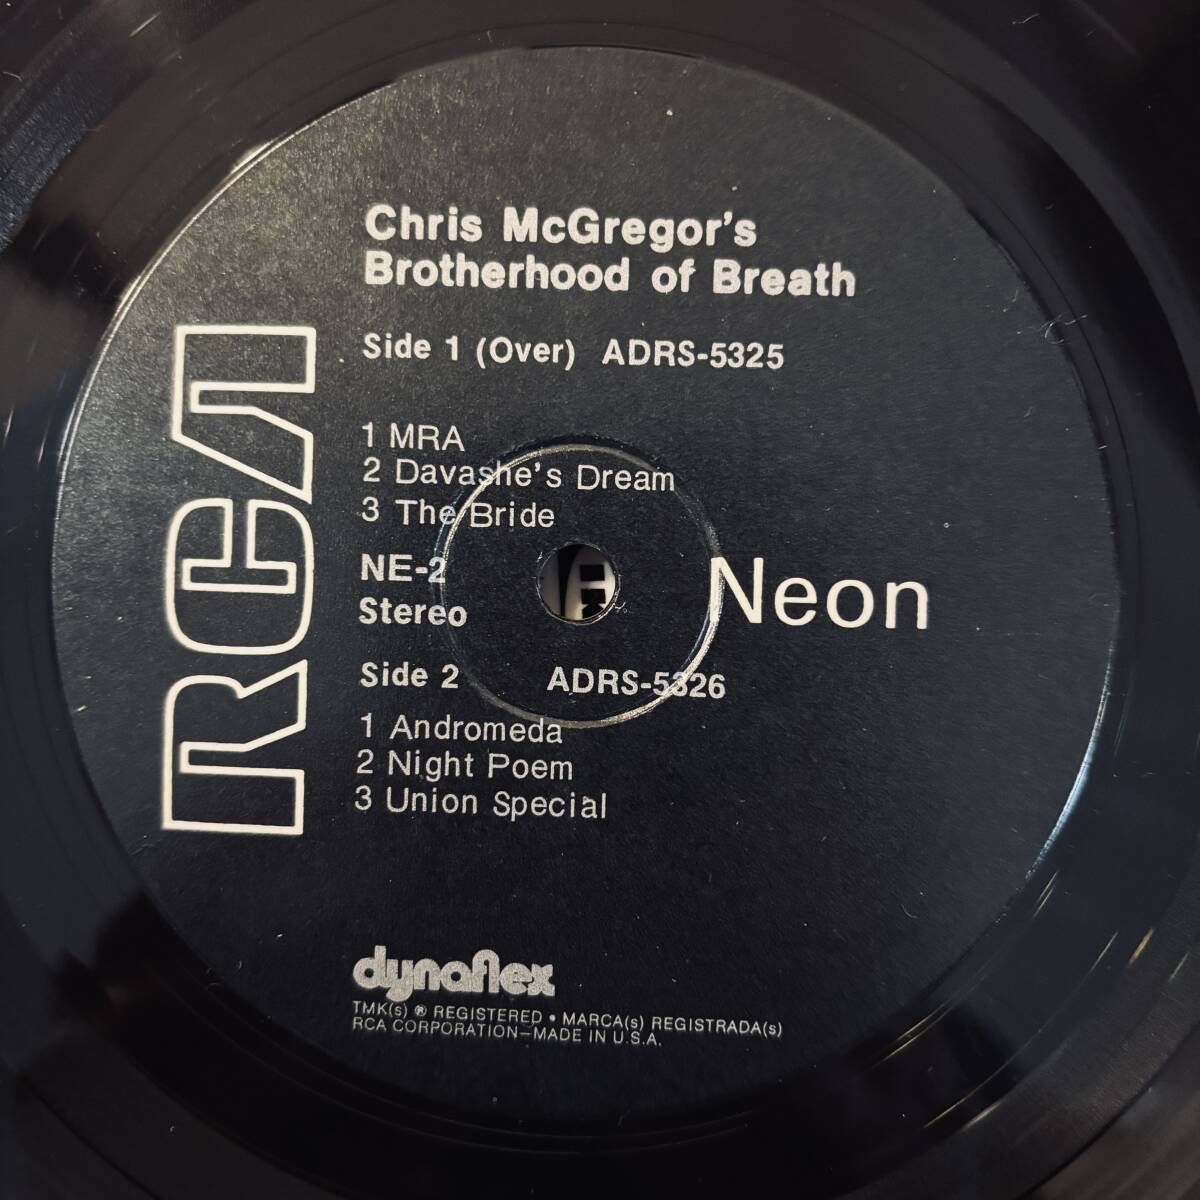 Chris McGregor's
Brotherhood of Breath
Side 1 (Over) ADRS-5325
1 MRA
2 Davashe's Dream
3 The Bride
NE-2
Stereo
Neon
Side 2 ADRS-5326
1 Andromeda
2 Night Poem
3 Union Special
RCA
dynaflex
TMK(s) ® REGISTERED • MARCA(s) REGISTRADA(s)
RCA CORPORATION–MADE IN U.S.A.